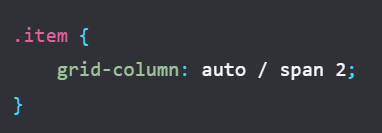 .item {
    grid-column: auto / span 2;
}